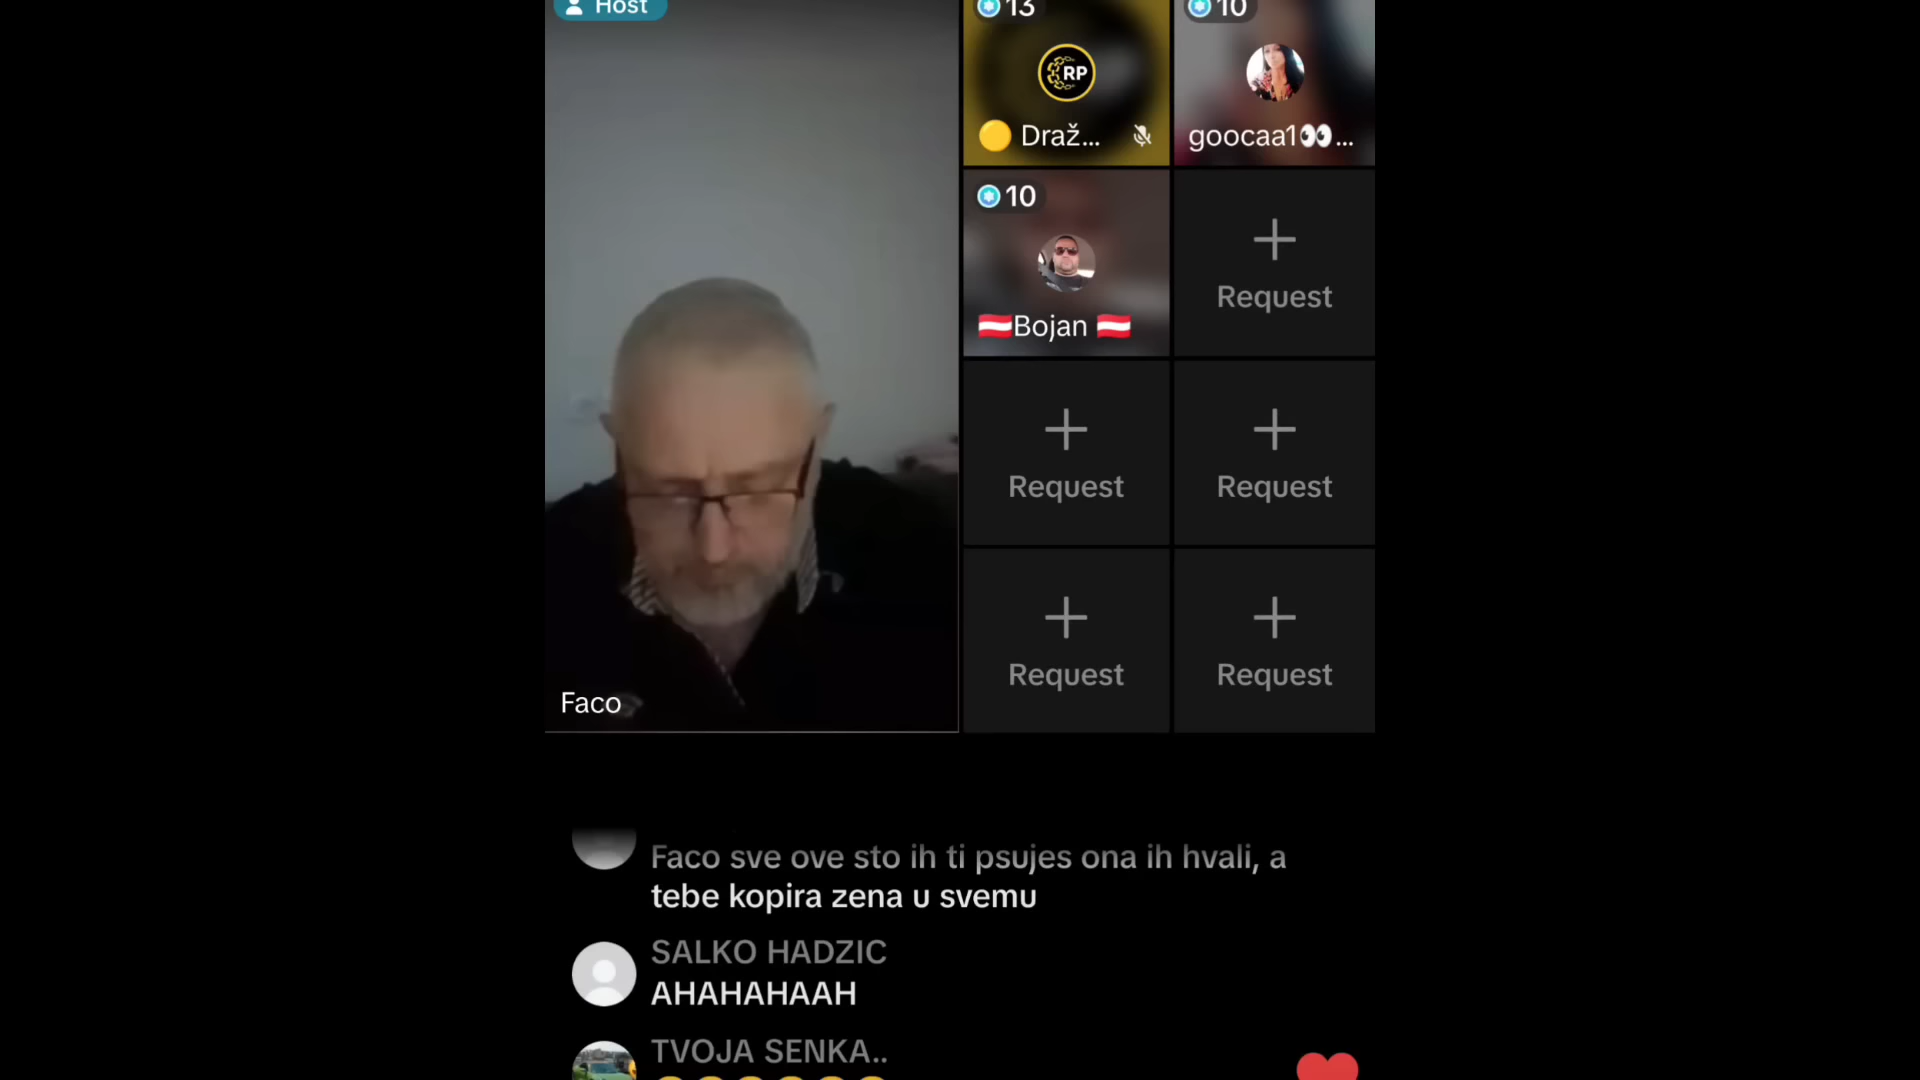 Host
13
10
RP
Draž...
goocaa1👀...
10
🇦🇹Bojan 🇦🇹
Request
Request
Request
Request
Request
Faco
Faco sve ove sto ih ti psujes ona ih hvali, a
tebe kopira zena u svemu
SALKO HADZIC
AHAHAHAAH
TVOJA SENKA..